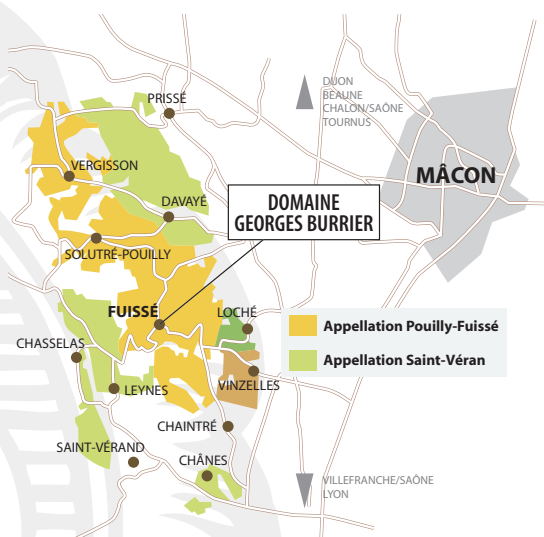 DIJON
BEAUNE
CHALON/SAÔNE
TOURNUS
PRISSÉ
MÂCON
VERGISSON
DAVAYÉ
DOMAINE
GEORGES BURRIER
SOLUTRÉ-POUILLY
FUISSÉ
LOCHÉ
Appellation Pouilly-Fuissé
CHASSELAS
Appellation Saint-Véran
VINZELLES
LEYNES
CHAINTRÉ
SAINT-VÉRAND
CHÂNES
VILLEFRANCHE/SAÔNE
LYON